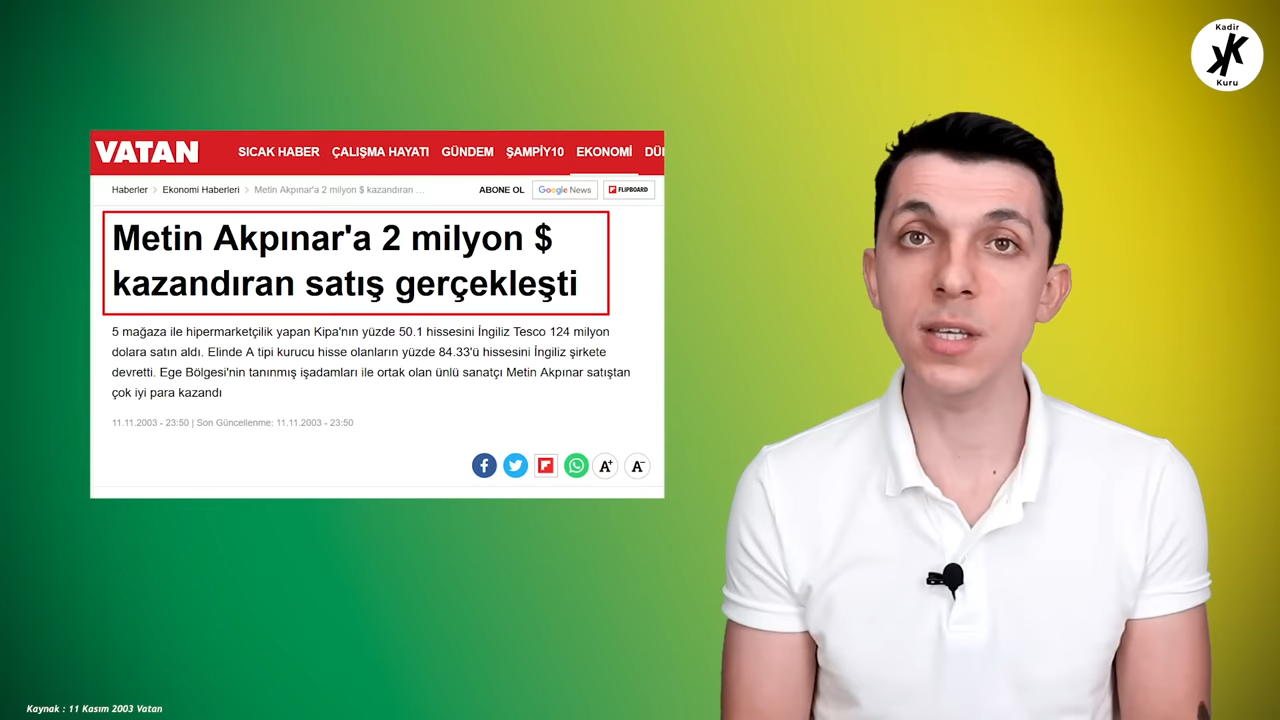 Kadir
KK
Kuru
VATAN
SICAK HABER ÇALIŞMA HAYATI GÜNDEM ŞAMPİY10 EKONOMİ
Haberler > Ekonomi Haberleri > Metin Akpınar'a 2 milyon $ kazandıran ...
ABONE OL Google News FLIPBOARD
Metin Akpınar'a 2 milyon $
kazandıran satış gerçekleşti
5 mağaza ile hipermarketçilik yapan Kipa'nın yüzde 50.1 hissesini İngiliz Tesco 124 milyon
dolara satın aldı. Elinde A tipi kurucu hisse olanların yüzde 84.33'ü hissesini İngiliz şirkete
devretti. Ege Bölgesi'nin tanınmış işadamları ile ortak olan ünlü sanatçı Metin Akpınar satıştan
çok iyi para kazandı
11.11.2003 - 23:50 | Son Güncellenme: 11.11.2003 - 23:50
A+ A-
Kaynak : 11 Kasım 2003 Vatan